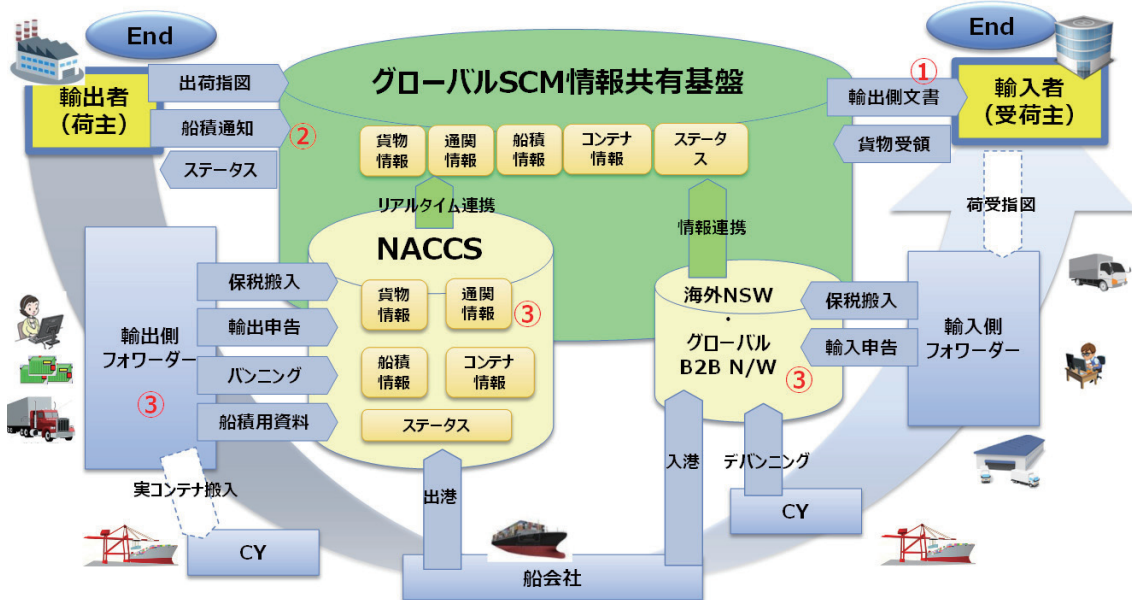 End
End
グローバルSCM情報共有基盤
輸出者
（荷主）
出荷指図
船積通知
②
ステータス
①
輸出側文書
貨物受領
輸入者
（受荷主）
貨物
情報
通関
情報
船積
情報
コンテナ
情報
ステータ
ス
リアルタイム連携
情報連携
荷受指図
NACCS
貨物
情報
通関
情報
③
船積
情報
コンテナ
情報
ステータス
海外NSW
・
グローバル
B2B N/W
③
輸出側
フォワーダー
③
保税搬入
輸出申告
バンニング
船積用資料
保税搬入
輸入申告
輸入側
フォワーダー
実コンテナ搬入
CY
出港
入港
デバンニング
CY
船会社